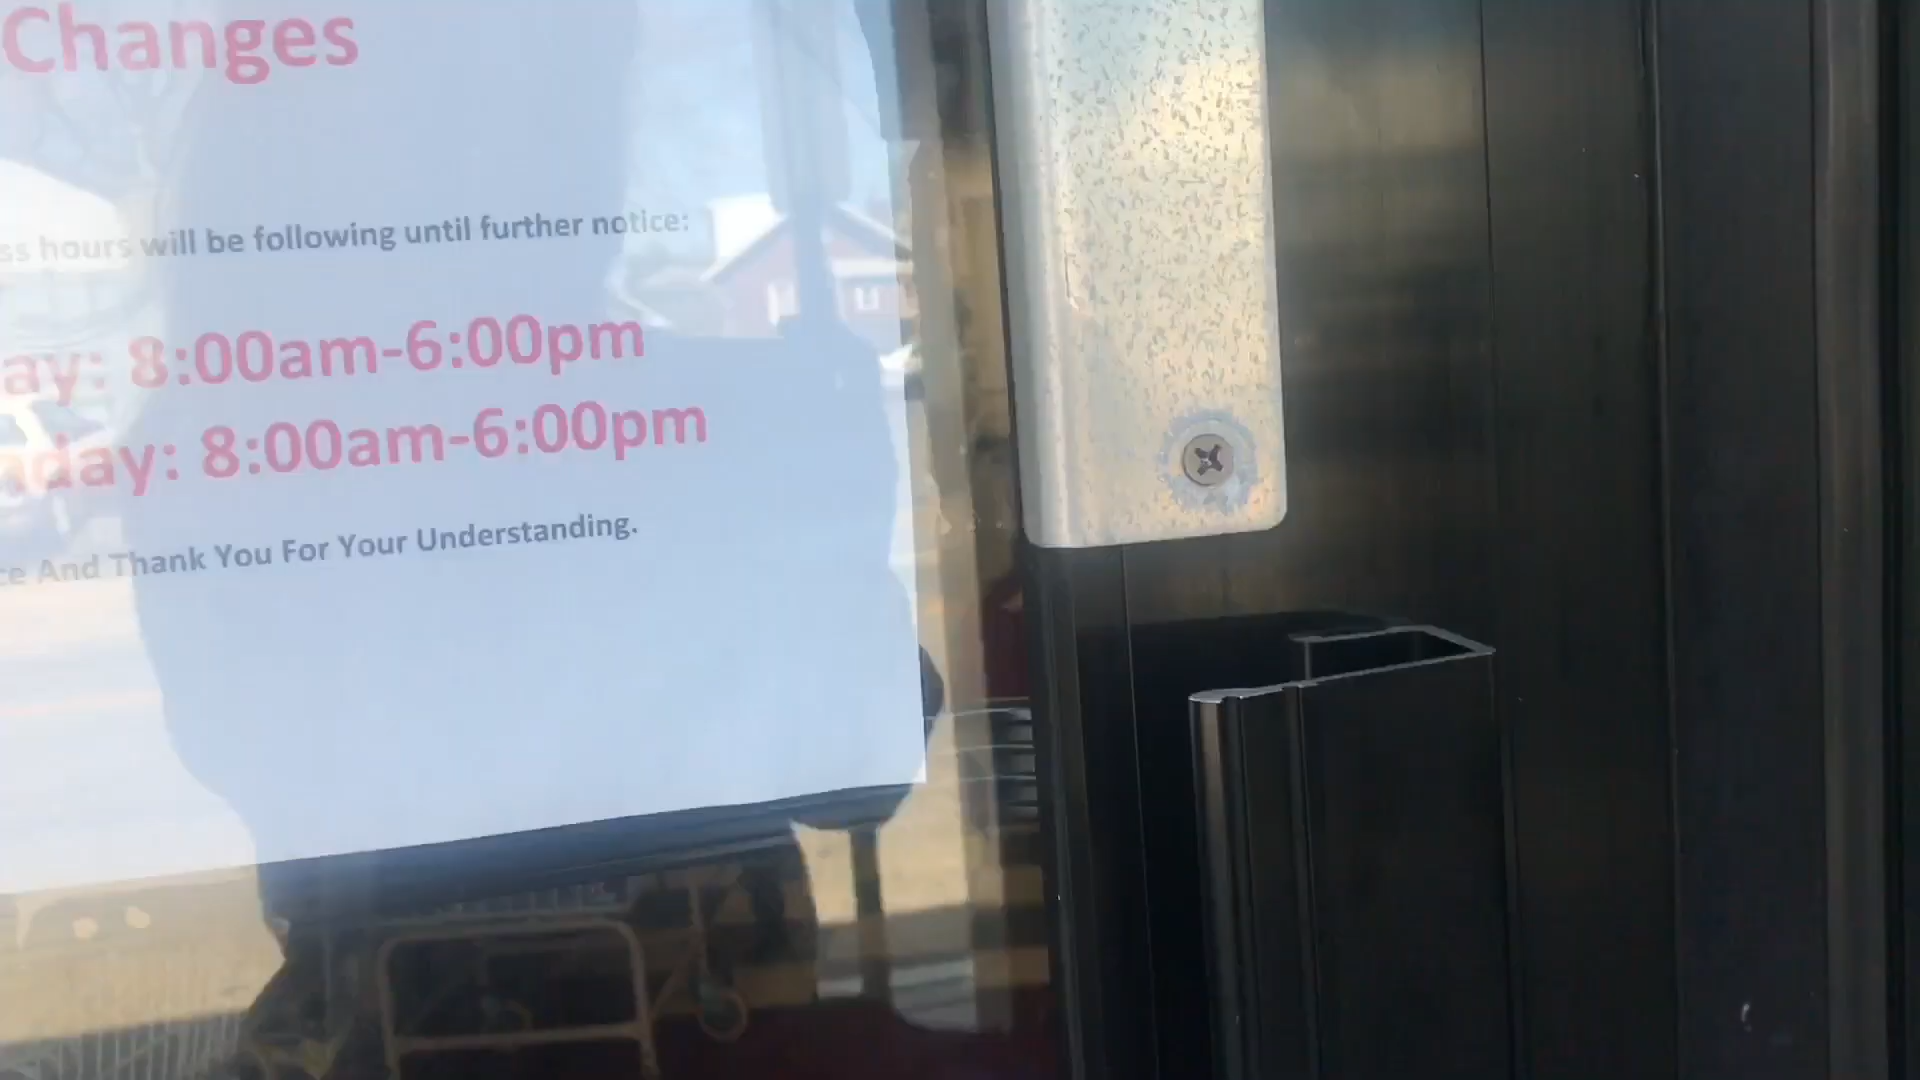 Changes
hours will be following until further notice:
8:00am-6:00pm
8:00am-6:00pm
And Thank You For Your Understanding.